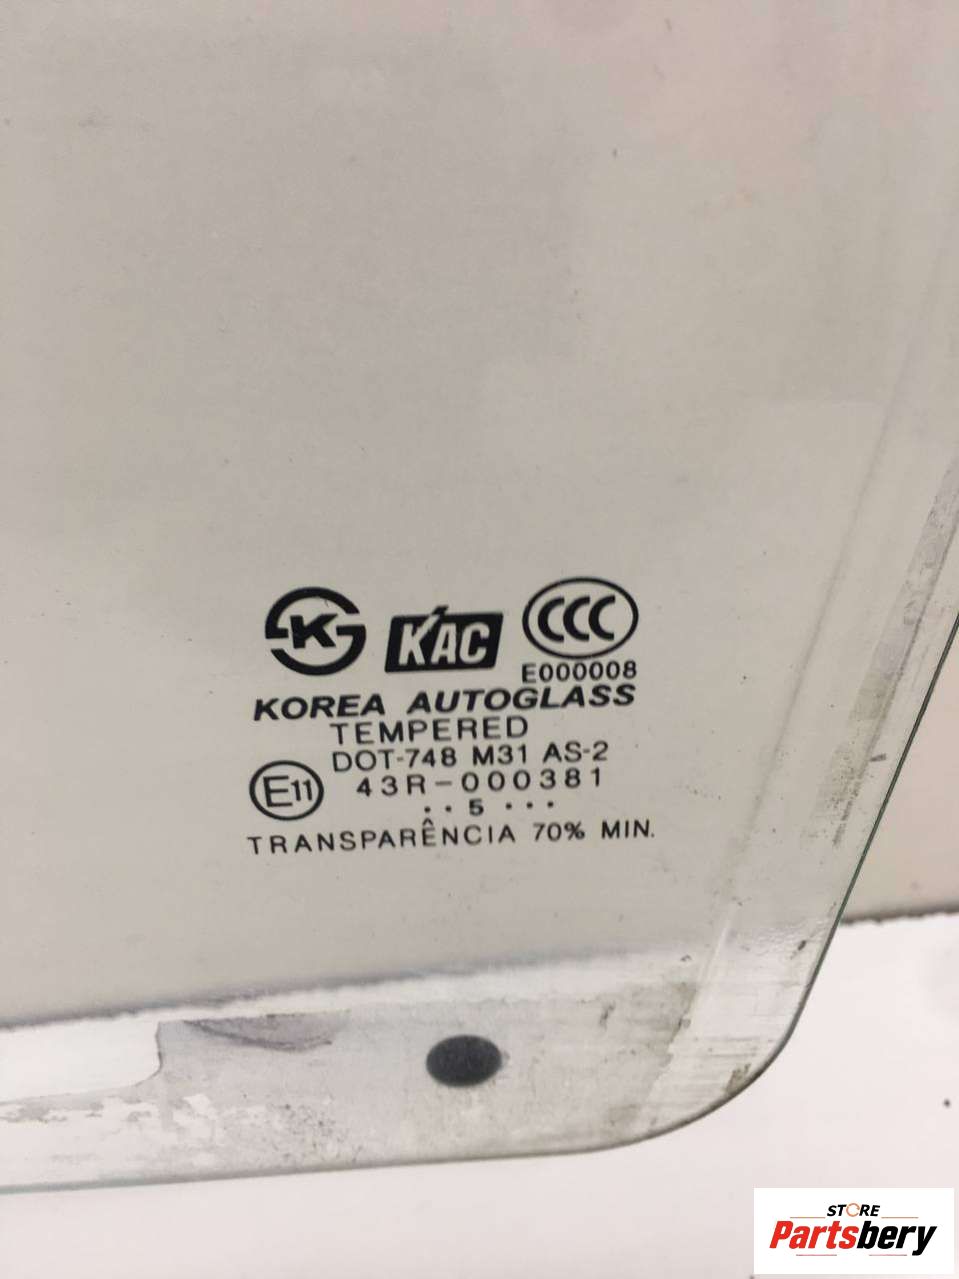 K KAC CCC
E000008
KOREA AUTOGLASS
TEMPERED
DOT-748 M31 AS-2
E11 43R-000381
..5...
TRANSPARÊNCIA 70% MIN.
STORE
Partsbery